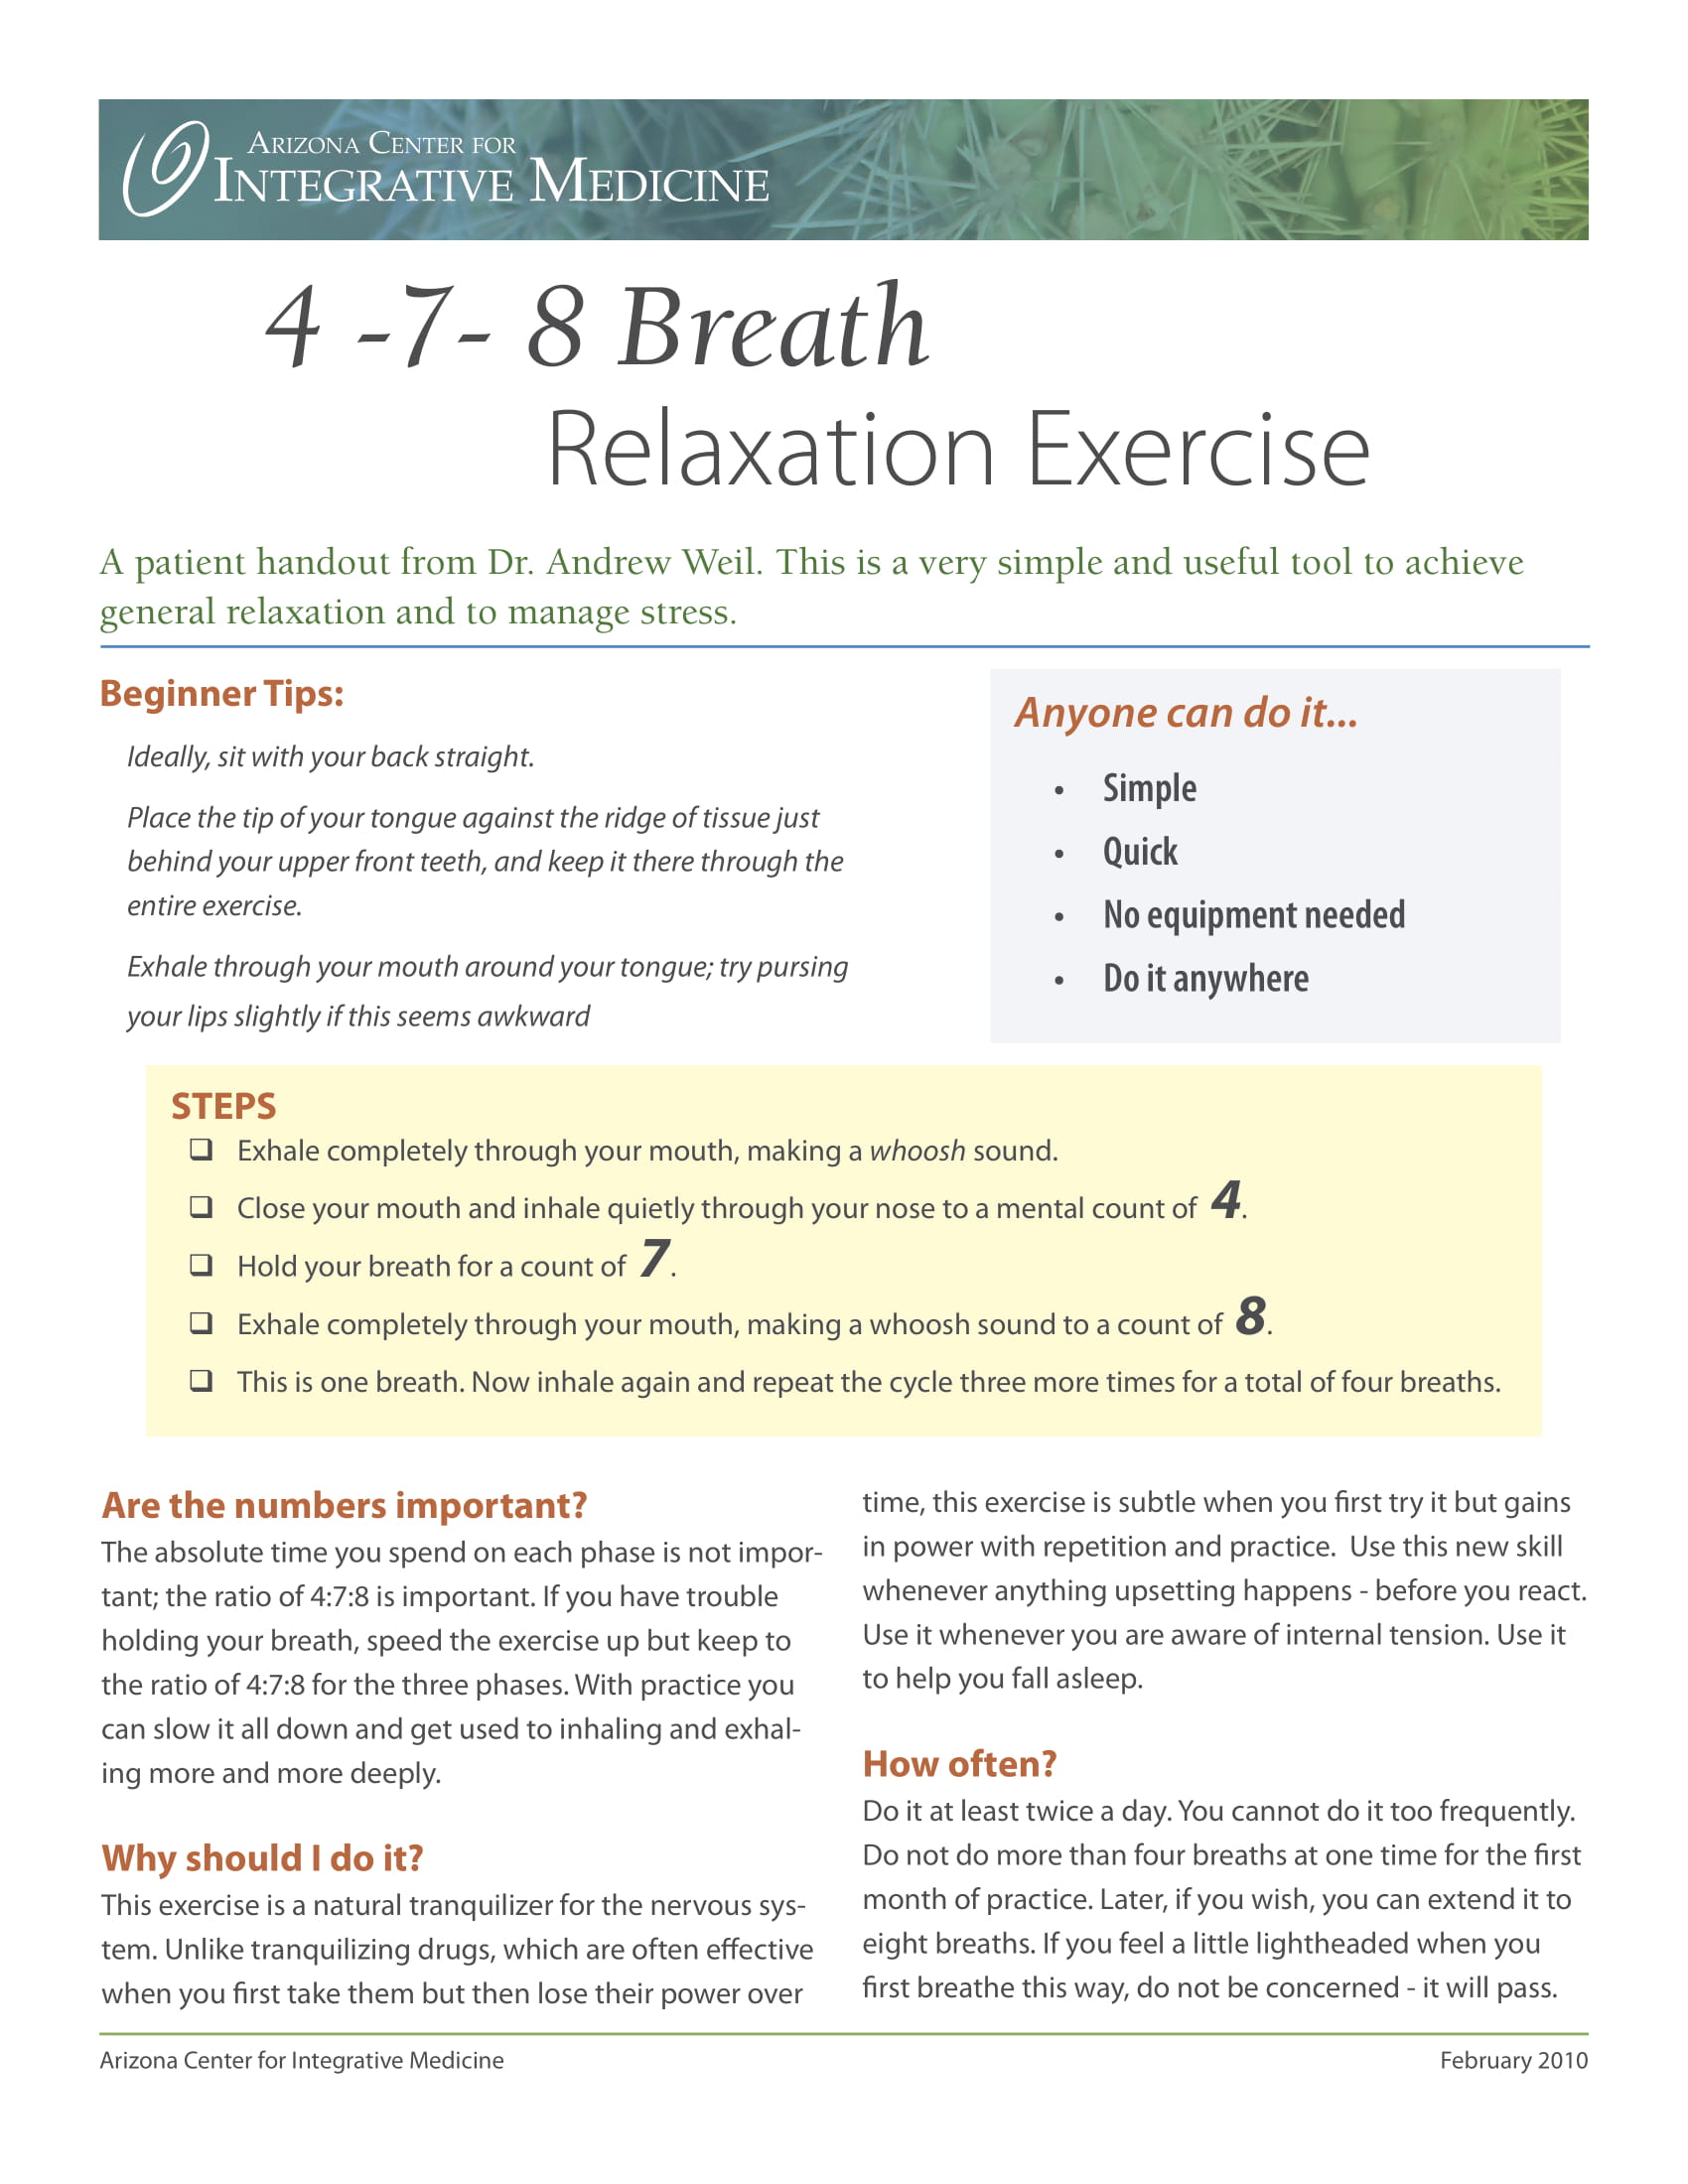 ARIZONA CENTER FOR
INTEGRATIVE MEDICINE
4 -7- 8 Breath
Relaxation Exercise
A patient handout from Dr. Andrew Weil. This is a very simple and useful tool to achieve
general relaxation and to manage stress.
Beginner Tips:
Ideally, sit with your back straight.
Place the tip of your tongue against the ridge of tissue just
behind your upper front teeth, and keep it there through the
entire exercise.
Exhale through your mouth around your tongue; try pursing
your lips slightly if this seems awkward
Anyone can do it...
• Simple
• Quick
• No equipment needed
• Do it anywhere
STEPS
❑ Exhale completely through your mouth, making a whoosh sound.
❑ Close your mouth and inhale quietly through your nose to a mental count of 4.
❑ Hold your breath for a count of 7.
❑ Exhale completely through your mouth, making a whoosh sound to a count of 8.
❑ This is one breath. Now inhale again and repeat the cycle three more times for a total of four breaths.
Are the numbers important?
The absolute time you spend on each phase is not impor-
tant; the ratio of 4:7:8 is important. If you have trouble
holding your breath, speed the exercise up but keep to
the ratio of 4:7:8 for the three phases. With practice you
can slow it all down and get used to inhaling and exhal-
ing more and more deeply.
Why should I do it?
This exercise is a natural tranquilizer for the nervous sys-
tem. Unlike tranquilizing drugs, which are often effective
when you first take them but then lose their power over
time, this exercise is subtle when you first try it but gains
in power with repetition and practice.  Use this new skill
whenever anything upsetting happens - before you react.
Use it whenever you are aware of internal tension. Use it
to help you fall asleep.
How often?
Do it at least twice a day. You cannot do it too frequently.
Do not do more than four breaths at one time for the first
month of practice. Later, if you wish, you can extend it to
eight breaths. If you feel a little lightheaded when you
first breathe this way, do not be concerned - it will pass.
Arizona Center for Integrative Medicine
February 2010